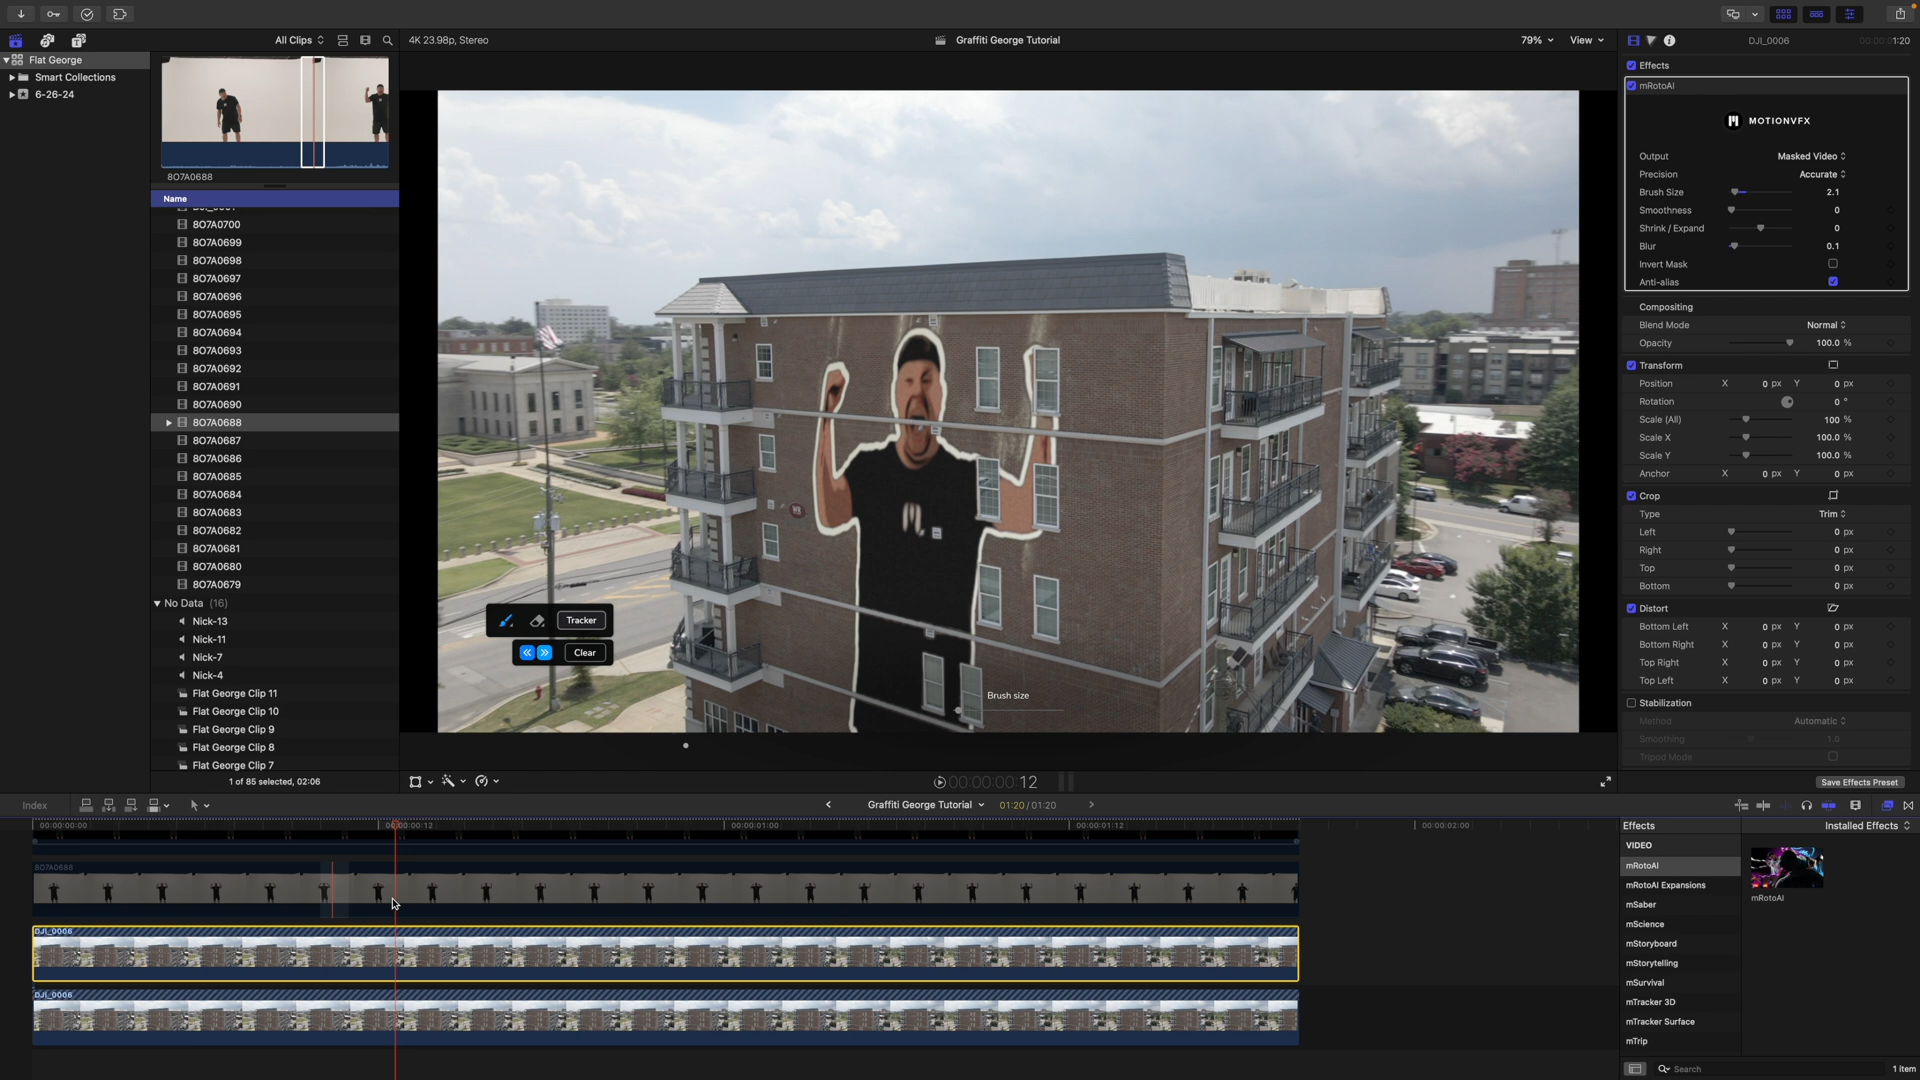 All Clips
4K 23.98p, Stereo
Graffiti George Tutorial
79%
View
DJI_0006
00:00:01:20
Flat George
Smart Collections
6-26-24
8O7A0688
Name
8O7A0700
8O7A0699
8O7A0698
8O7A0697
8O7A0696
8O7A0695
8O7A0694
8O7A0693
8O7A0692
8O7A0691
8O7A0690
8O7A0688
8O7A0687
8O7A0686
8O7A0685
8O7A0684
8O7A0683
8O7A0682
8O7A0681
8O7A0680
8O7A0679
No Data (16)
Nick-13
Nick-11
Nick-7
Nick-4
Flat George Clip 11
Flat George Clip 10
Flat George Clip 9
Flat George Clip 8
Flat George Clip 7
1 of 85 selected, 02:06
Tracker
Clear
Brush size
00:00:00:12
Effects
mRotoAI
MOTIONVFX
Output Masked Video
Precision Accurate
Brush Size 2.1
Smoothness 0
Shrink / Expand 0
Blur 0.1
Invert Mask
Anti-alias
Compositing
Blend Mode Normal
Opacity 100.0 %
Transform
Position X 0 px Y 0 px
Rotation 0 °
Scale (All) 100 %
Scale X 100.0 %
Scale Y 100.0 %
Anchor X 0 px Y 0 px
Crop
Type Trim
Left 0 px
Right 0 px
Top 0 px
Bottom 0 px
Distort
Bottom Left X 0 px Y 0 px
Bottom Right X 0 px Y 0 px
Top Right X 0 px Y 0 px
Top Left X 0 px Y 0 px
Stabilization
Method Automatic
Smoothing 1.0
Tripod Mode
Save Effects Preset
Index
Graffiti George Tutorial
01:20 / 01:20
00:00:00:00
00:00:00:12
00:00:01:00
00:00:01:12
00:00:02:00
8O7A0688
DJI_0006
DJI_0006
Effects
Installed Effects
VIDEO
mRotoAI
mRotoAI Expansions
mSaber
mScience
mStoryboard
mStorytelling
mSurvival
mTracker 3D
mTracker Surface
mTrip
mRotoAI
Search
1 item